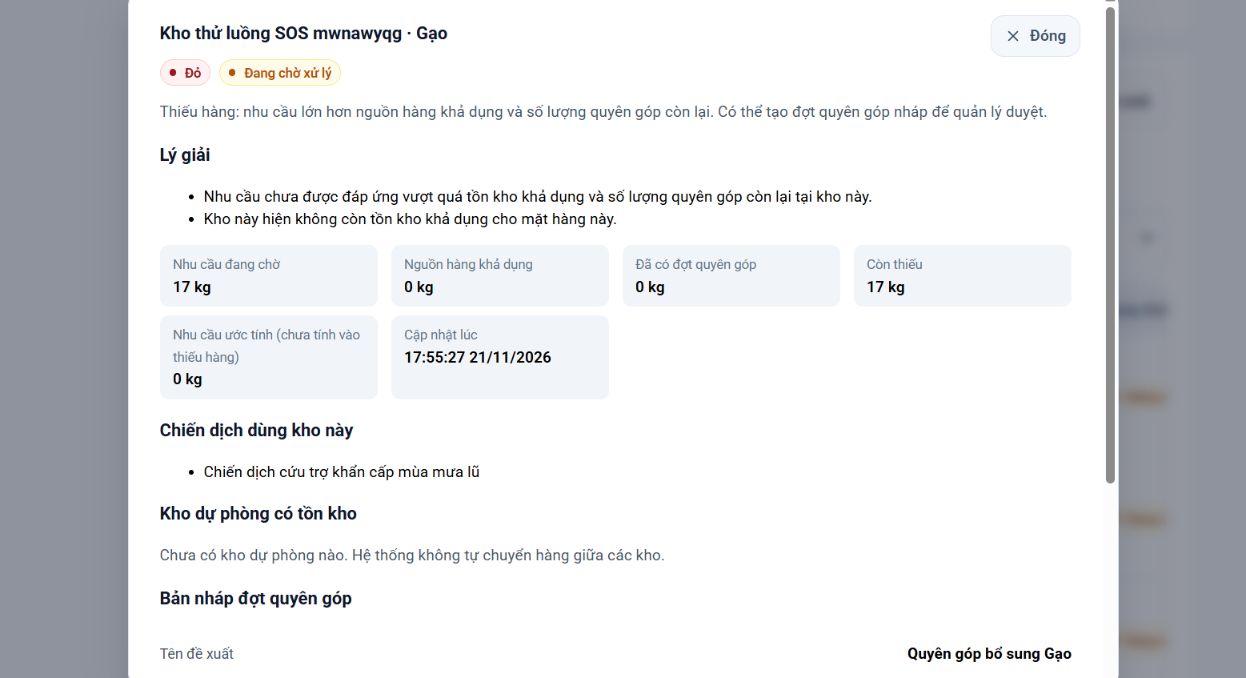 Kho thử luồng SOS mwnawyqg · Gạo
Đóng
Đỏ
Đang chờ xử lý
Thiếu hàng: nhu cầu lớn hơn nguồn hàng khả dụng và số lượng quyên góp còn lại. Có thể tạo đợt quyên góp nháp để quản lý duyệt.
Lý giải
Nhu cầu chưa được đáp ứng vượt quá tồn kho khả dụng và số lượng quyên góp còn lại tại kho này.
Kho này hiện không còn tồn kho khả dụng cho mặt hàng này.
Nhu cầu đang chờ
17 kg
Nguồn hàng khả dụng
0 kg
Đã có đợt quyên góp
0 kg
Còn thiếu
17 kg
Nhu cầu ước tính (chưa tính vào
thiếu hàng)
0 kg
Cập nhật lúc
17:55:27 21/11/2026
Chiến dịch dùng kho này
Chiến dịch cứu trợ khẩn cấp mùa mưa lũ
Kho dự phòng có tồn kho
Chưa có kho dự phòng nào. Hệ thống không tự chuyển hàng giữa các kho.
Bản nháp đợt quyên góp
Tên đề xuất
Quyên góp bổ sung Gạo